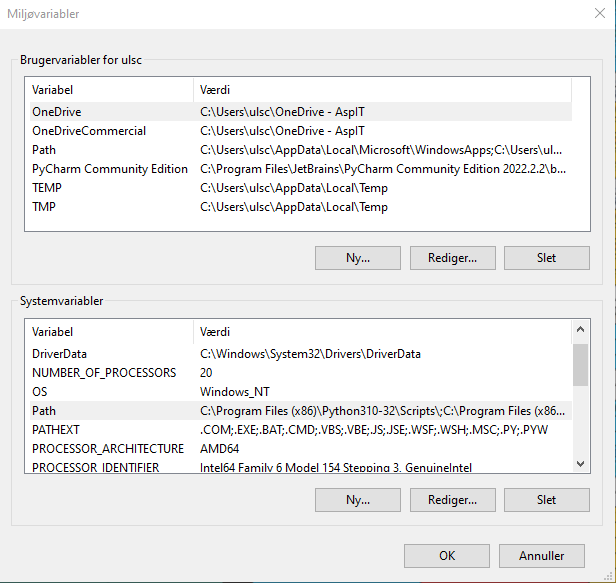 Miljøvariabler
Brugervariabler for ulsc
Variabel Værdi
OneDrive C:\Users\ulsc\OneDrive - AspIT
OneDriveCommercial C:\Users\ulsc\OneDrive - AspIT
Path C:\Users\ulsc\AppData\Local\Microsoft\WindowsApps;C:\Users\ul...
PyCharm Community Edition C:\Program Files\JetBrains\PyCharm Community Edition 2022.2.2\b...
TEMP C:\Users\ulsc\AppData\Local\Temp
TMP C:\Users\ulsc\AppData\Local\Temp
Ny... Rediger... Slet
Systemvariabler
Variabel Værdi
DriverData C:\Windows\System32\Drivers\DriverData
NUMBER_OF_PROCESSORS 20
OS Windows_NT
Path C:\Program Files (x86)\Python310-32\Scripts\;C:\Program Files (x86...
PATHEXT .COM;.EXE;.BAT;.CMD;.VBS;.VBE;.JS;.JSE;.WSF;.WSH;.MSC;.PY;.PYW
PROCESSOR_ARCHITECTURE AMD64
PROCESSOR_IDENTIFIER Intel64 Family 6 Model 154 Stepping 3, GenuineIntel
Ny... Rediger... Slet
OK Annuller